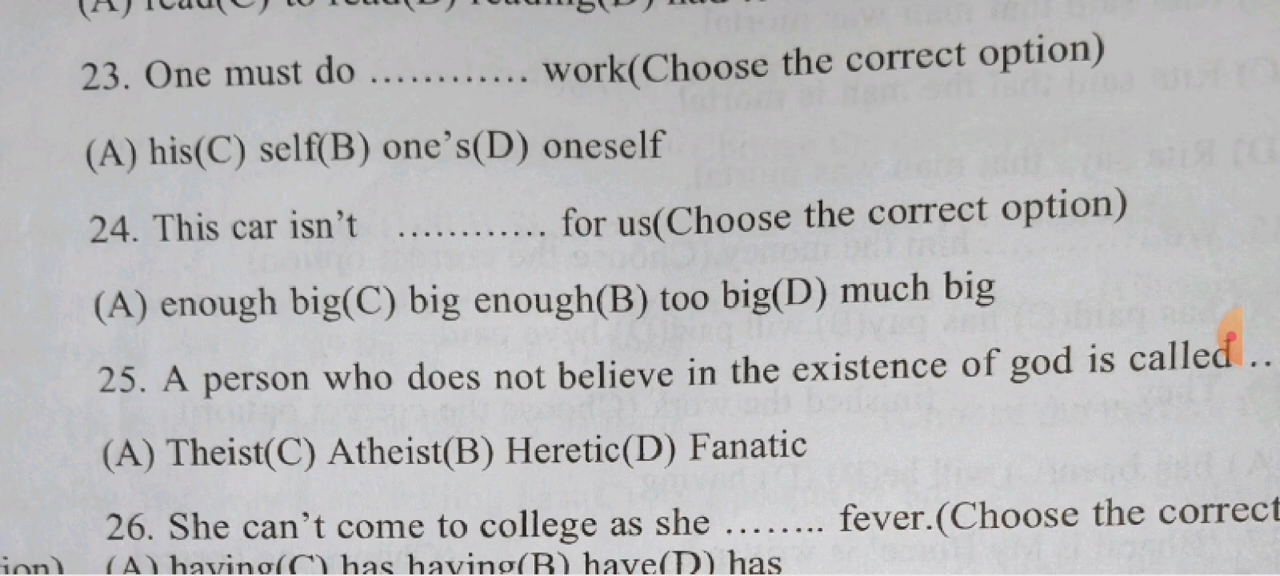 23. One must do ............ work(Choose the correct option)
(A) his(C) self(B) one's(D) oneself
24. This car isn't ............ for us(Choose the correct option)
(A) enough big(C) big enough(B) too big(D) much big
25. A person who does not believe in the existence of god is called ..
(A) Theist(C) Atheist(B) Heretic(D) Fanatic
26. She can't come to college as she ........ fever.(Choose the correct
ion) (A) having(C) has having(B) have(D) has